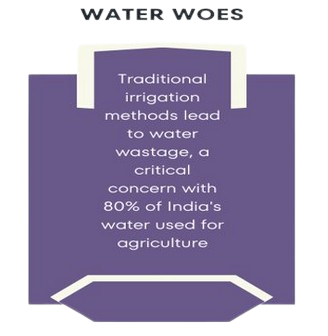 WATER WOES
Traditional
irrigation
methods lead
to water
wastage, a
critical
concern with
80% of India's
water used for
agriculture